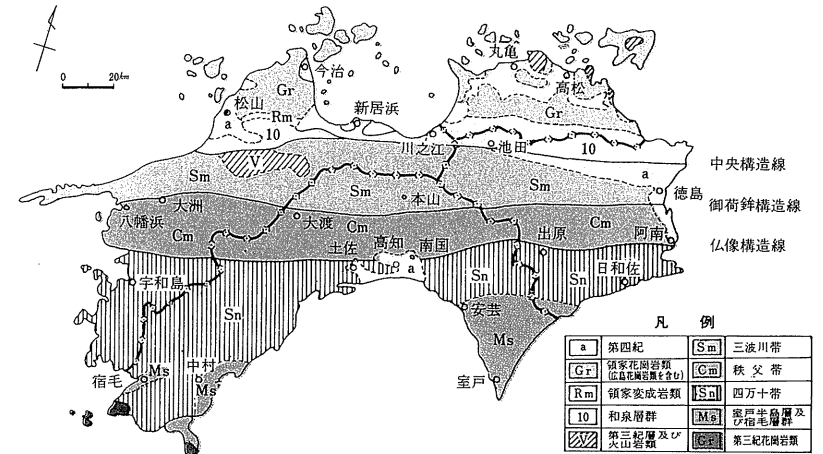 0 20km
丸亀
今治
高松
Gr
松山
新居浜
Gr
a
Rm
10
川之江
池田
10
V
中央構造線
a
Sm
Sm
Sm
徳島
本山
御荷鉾構造線
大洲
八幡浜
大渡
Cm
Cm
Cm
出原
阿南
土佐
高知
南国
仏像構造線
a
Sn
Sn
日和佐
宇和島
Sn
安芸
Ms
中村
宿毛
Ms
Ms
室戸
凡例
a 第四紀
Sm 三波川帯
Gr 領家花崗岩類
(広島花崗岩類を含む)
Cm 秩父帯
Rm 領家変成岩類
Sn 四万十帯
10 和泉層群
Ms 室戸半島層及
び宿毛層群
V 第三紀層及び
火山岩類
Gr 第三紀花崗岩類